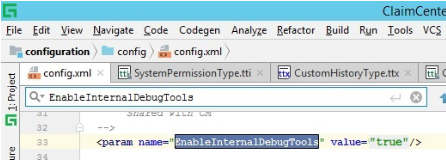 ClaimCente
File Edit View Navigate Code Codegen Analyze Refactor Build Run Tools VCS
configuration config config.xml
config.xml SystemPermissionType.tti CustomHistoryType.ttx
1: Project
EnableInternalDebugTools
31 Shared with CM
32 -->
33 <param name="EnableInternalDebugTools" value="true"/>
34